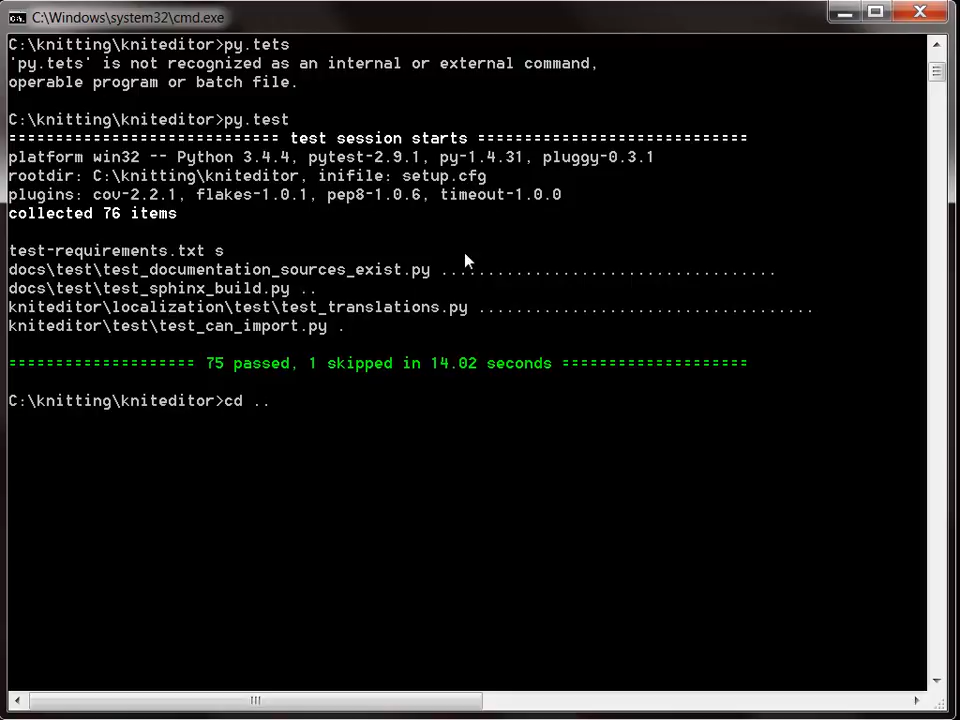 C:\Windows\system32\cmd.exe
C:\knitting\kniteditor>py.tets
'py.tets' is not recognized as an internal or external command,
operable program or batch file.
C:\knitting\kniteditor>py.test
============================= test session starts =============================
platform win32 -- Python 3.4.4, pytest-2.9.1, py-1.4.31, pluggy-0.3.1
rootdir: C:\knitting\kniteditor, inifile: setup.cfg
plugins: cov-2.2.1, flakes-1.0.1, pep8-1.0.6, timeout-1.0.0
collected 76 items
test-requirements.txt s
docs\test\test_documentation_sources_exist.py ....................................
docs\test\test_sphinx_build.py ..
kniteditor\localization\test\test_translations.py ....................................
kniteditor\test\test_can_import.py .
==================== 75 passed, 1 skipped in 14.02 seconds ====================
C:\knitting\kniteditor>cd ..